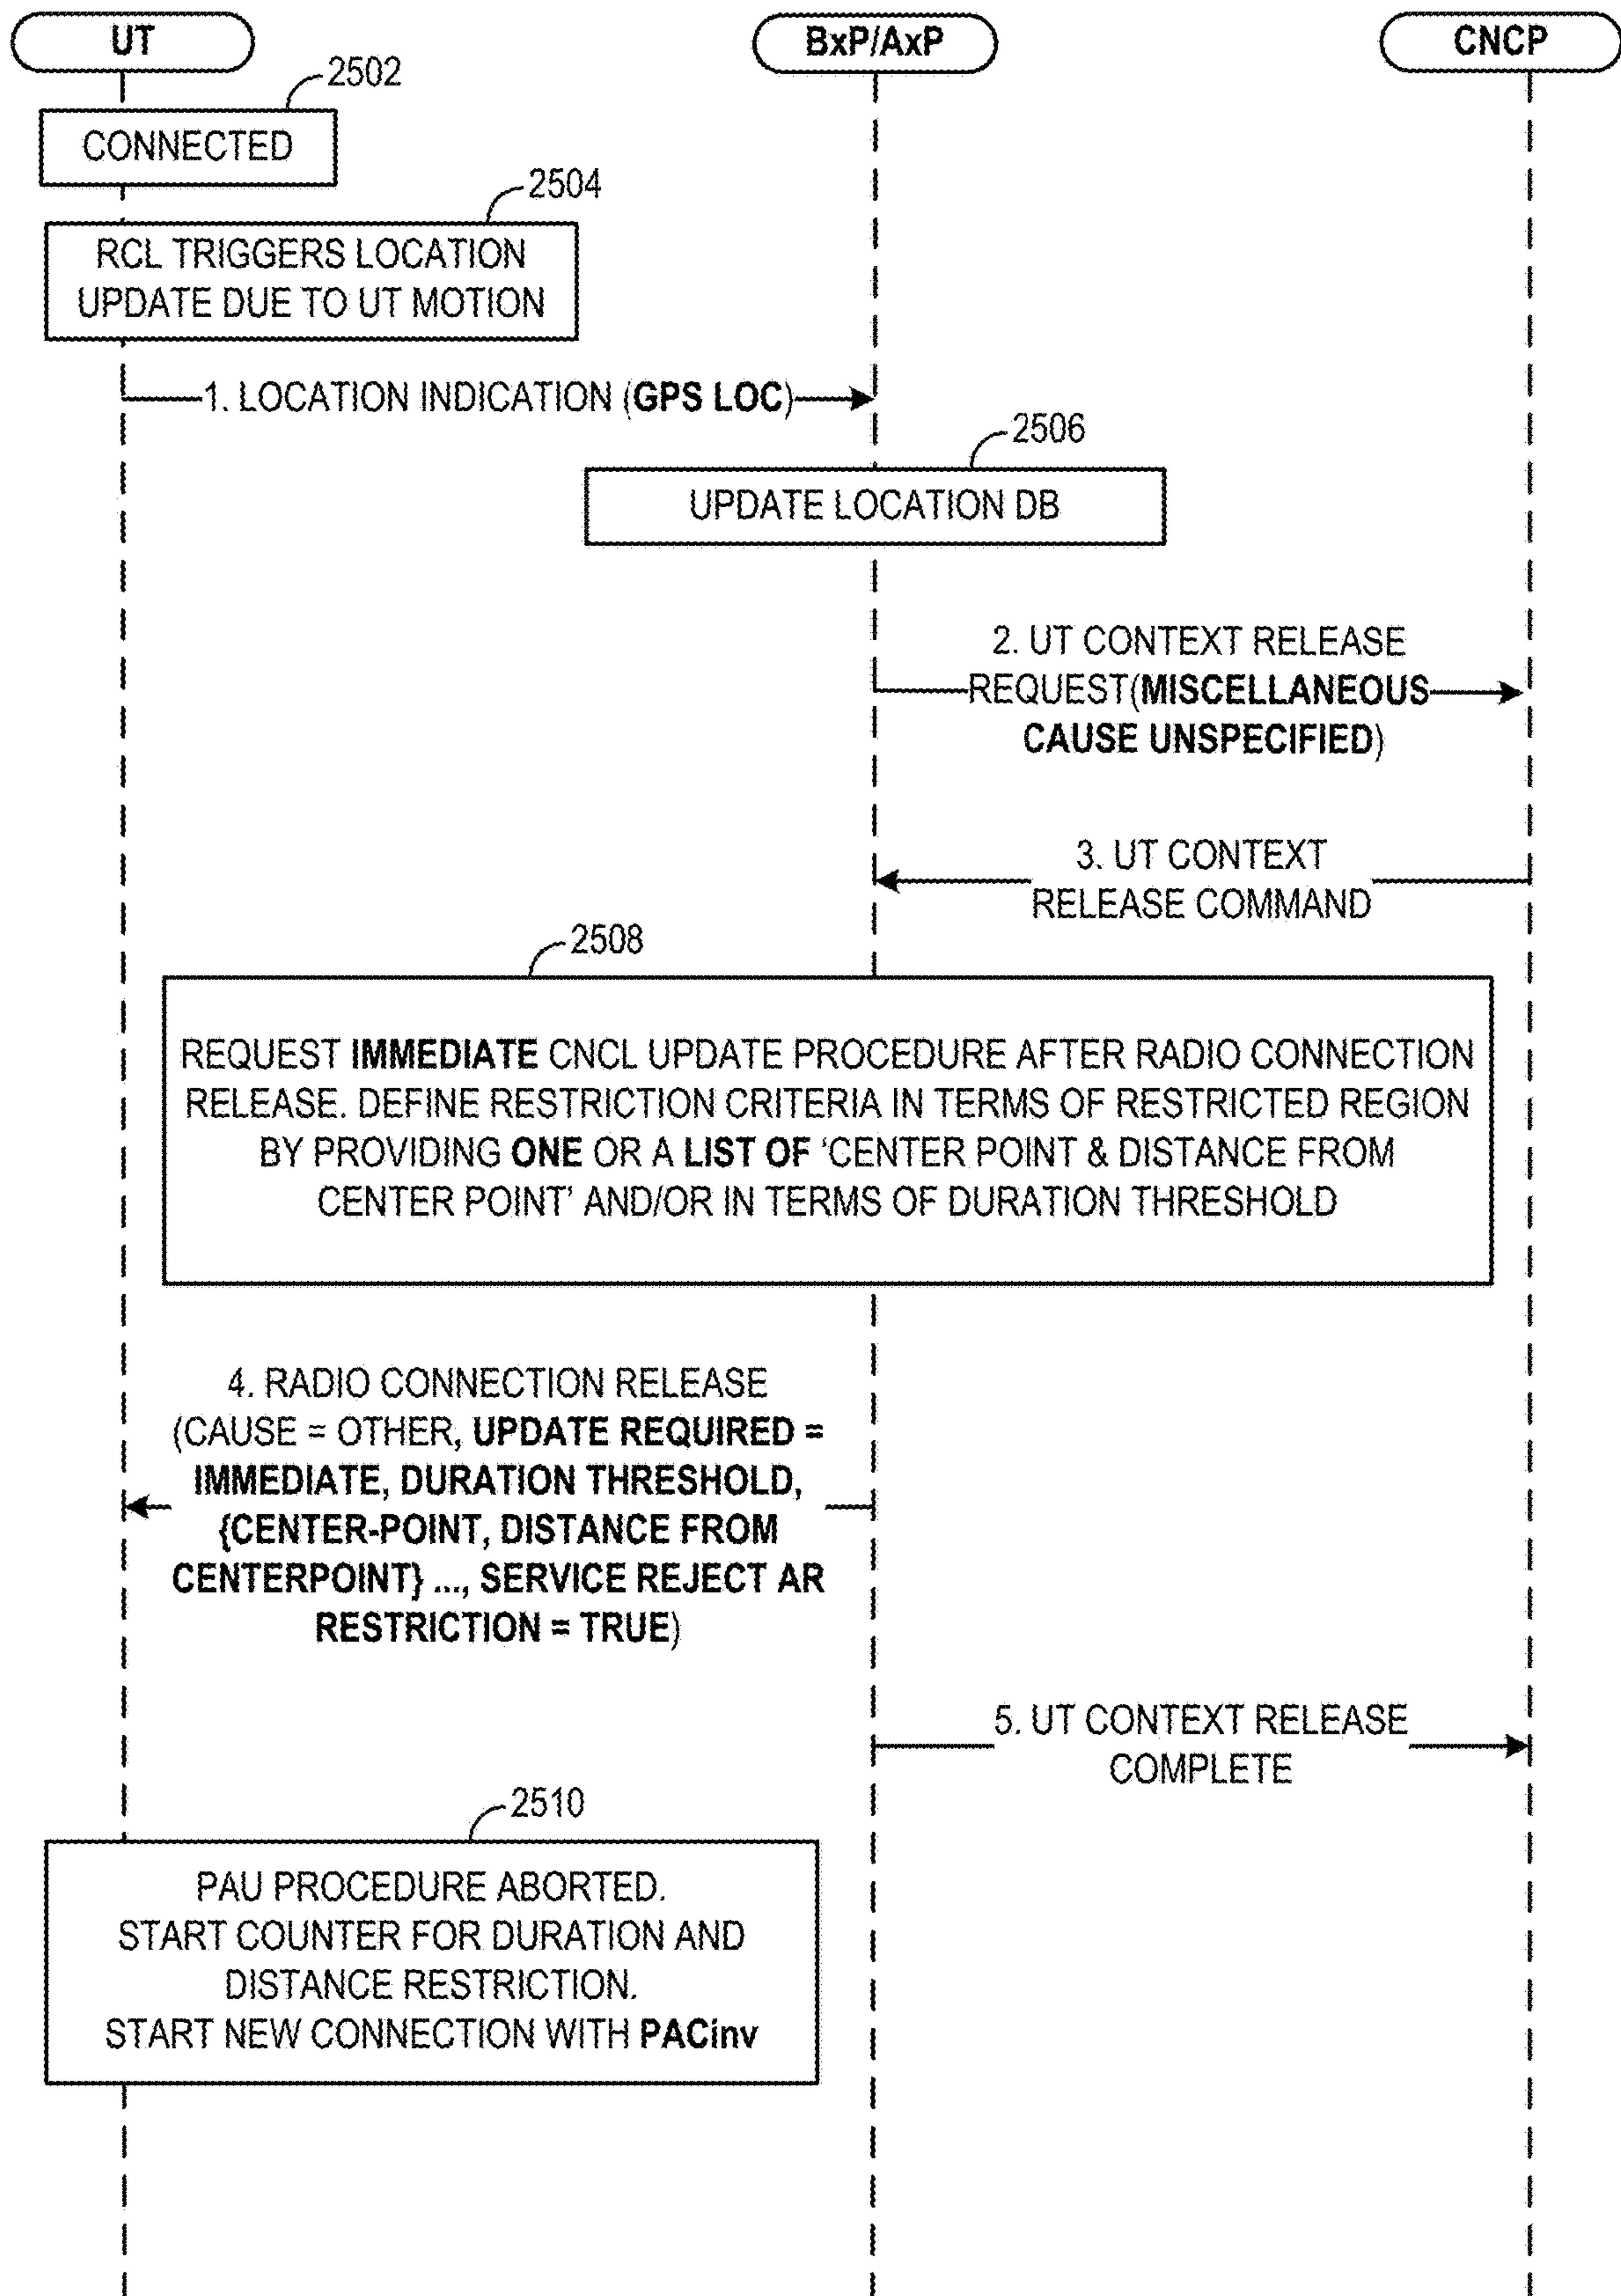 UT
BxP/AxP
CNCP
2502
CONNECTED
2504
RCL TRIGGERS LOCATION
UPDATE DUE TO UT MOTION
1. LOCATION INDICATION (GPS LOC)
2506
UPDATE LOCATION DB
2. UT CONTEXT RELEASE
REQUEST(MISCELLANEOUS
CAUSE UNSPECIFIED)
3. UT CONTEXT
RELEASE COMMAND
2508
REQUEST IMMEDIATE CNCL UPDATE PROCEDURE AFTER RADIO CONNECTION
RELEASE. DEFINE RESTRICTION CRITERIA IN TERMS OF RESTRICTED REGION
BY PROVIDING ONE OR A LIST OF ‘CENTER POINT & DISTANCE FROM
CENTER POINT’ AND/OR IN TERMS OF DURATION THRESHOLD
4. RADIO CONNECTION RELEASE
(CAUSE = OTHER, UPDATE REQUIRED =
IMMEDIATE, DURATION THRESHOLD,
{CENTER-POINT, DISTANCE FROM
CENTERPOINT} ..., SERVICE REJECT AR
RESTRICTION = TRUE)
5. UT CONTEXT RELEASE
COMPLETE
2510
PAU PROCEDURE ABORTED.
START COUNTER FOR DURATION AND
DISTANCE RESTRICTION.
START NEW CONNECTION WITH PACinv